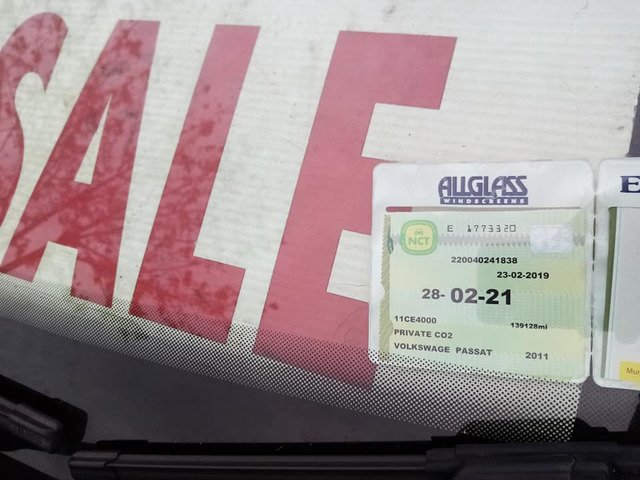 SALE
ALLGLASS
WINDSCREENS
NCT
E 1773320
220040241838
23-02-2019
28-02-21
11CE4000
139128mi
PRIVATE CO2
VOLKSWAGE PASSAT
2011
E
Mur